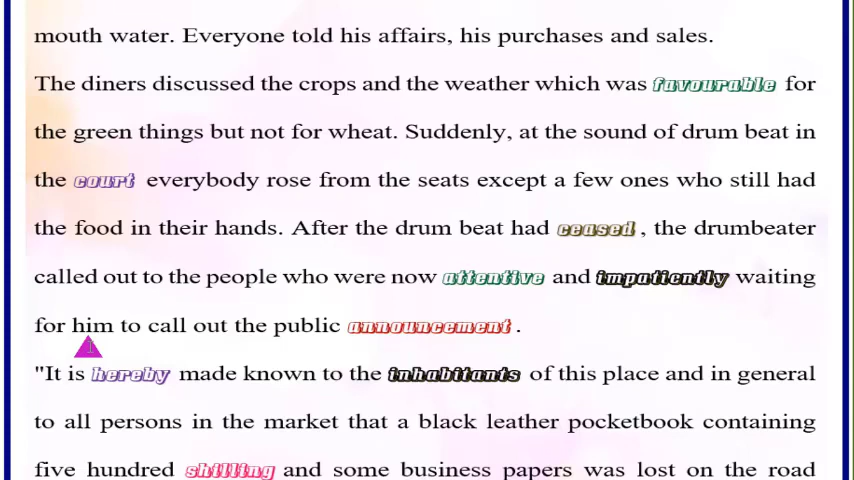 mouth water. Everyone told his affairs, his purchases and sales.
The diners discussed the crops and the weather which was favourable for
the green things but not for wheat. Suddenly, at the sound of drum beat in
the court everybody rose from the seats except a few ones who still had
the food in their hands. After the drum beat had ceased , the drumbeater
called out to the people who were now attentive and impatiently waiting
for him to call out the public announcement .
"It is hereby made known to the inhabitants of this place and in general
to all persons in the market that a black leather pocketbook containing
five hundred shilling and some business papers was lost on the road